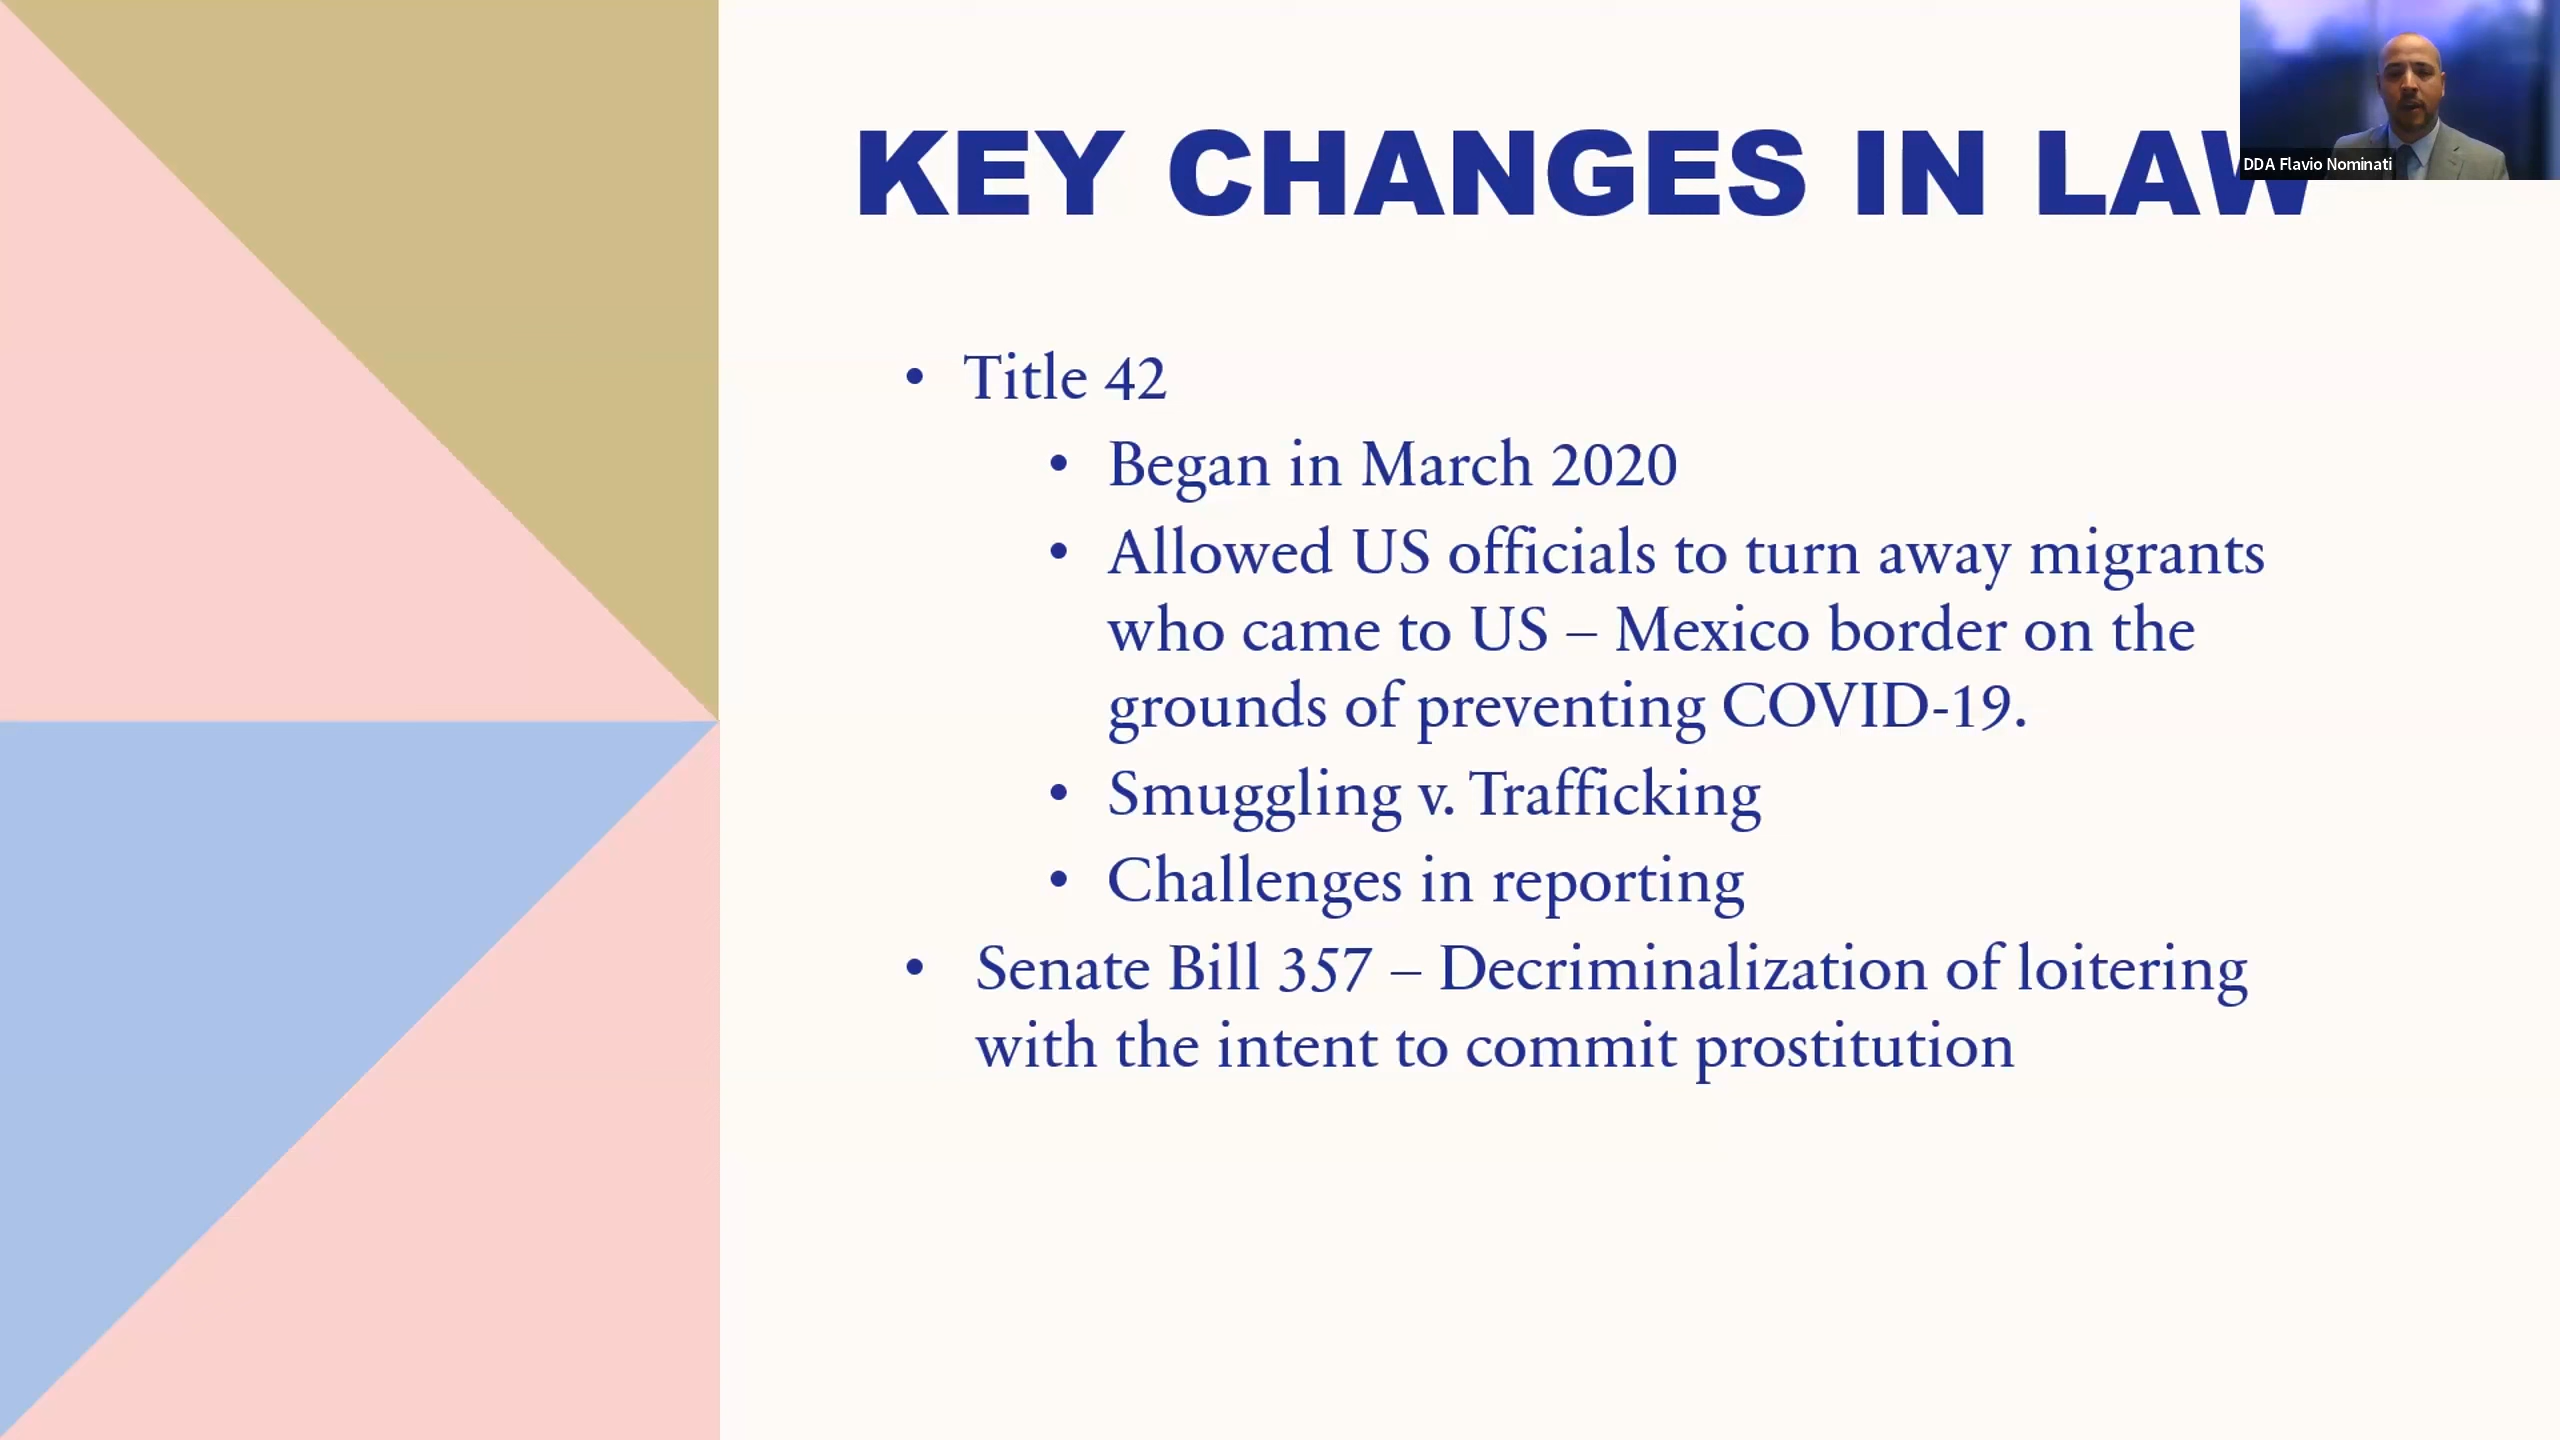 KEY CHANGES IN LAW
DDA Flavio Nominati
• Title 42
• Began in March 2020
• Allowed US officials to turn away migrants
who came to US – Mexico border on the
grounds of preventing COVID-19.
• Smuggling v. Trafficking
• Challenges in reporting
• Senate Bill 357 – Decriminalization of loitering
with the intent to commit prostitution